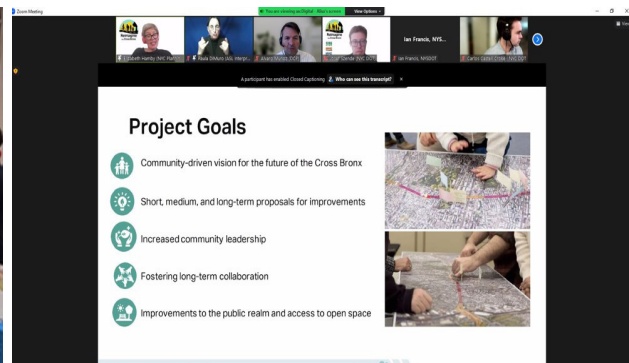 Zoom Meeting
View Options
View
Ian Francis, NYS...
Ian Francis, NYSDOT
A participant has enabled Closed Captioning
Who can see this transcript?
Project Goals
Community-driven vision for the future of the Cross Bronx
Short, medium, and long-term proposals for improvements
Increased community leadership
Fostering long-term collaboration
Improvements to the public realm and access to open space